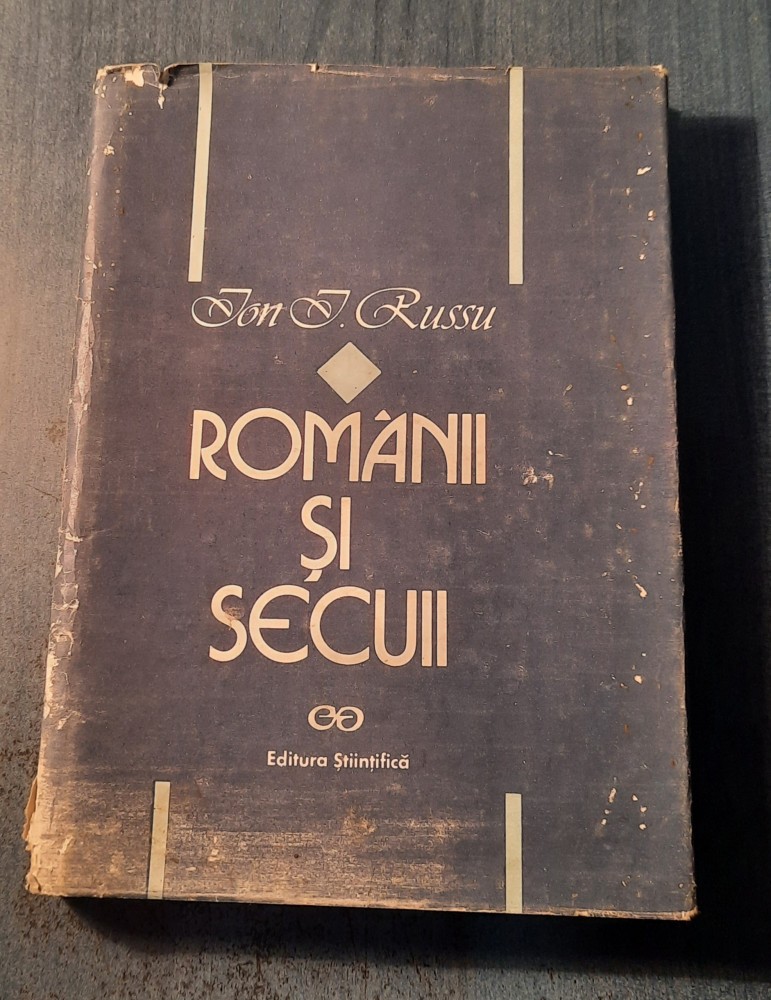 Ion I. Russu
ROMÂNII
ȘI
SECUII
Editura Științifică